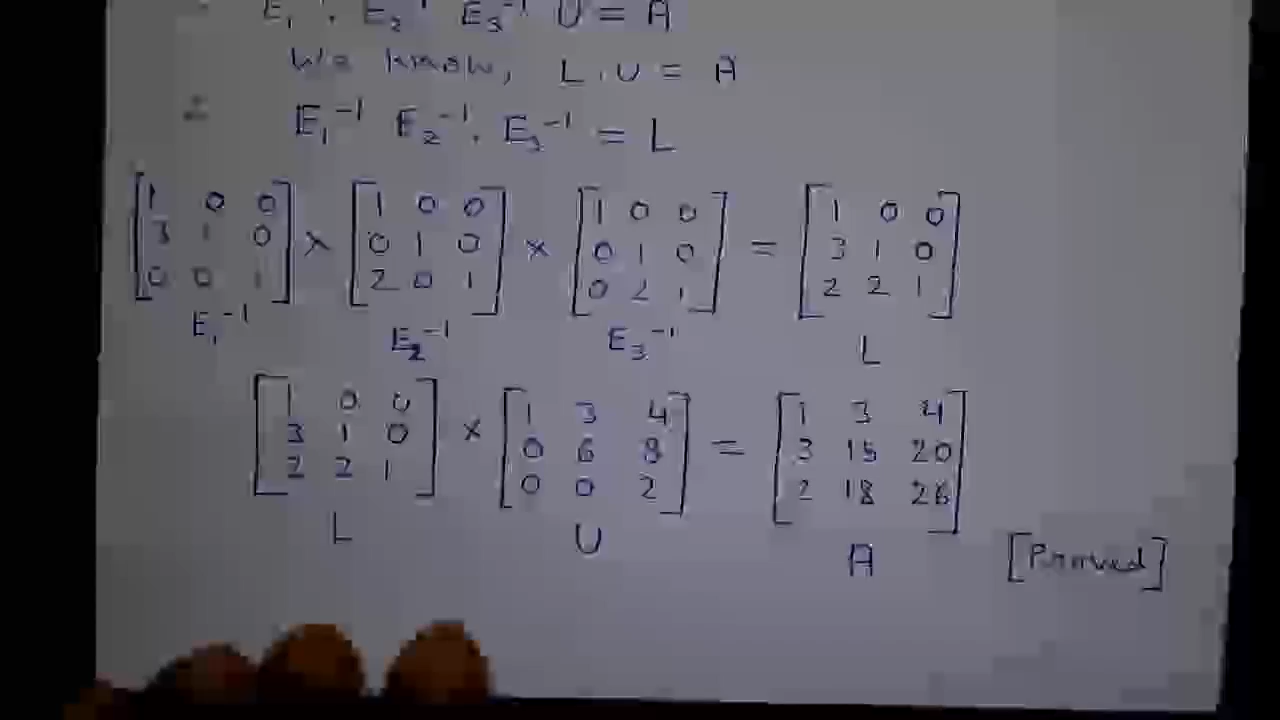 E₁⁻¹. E₂⁻¹ E₃⁻¹ U = A
We know, L . U = A
E₁⁻¹ E₂⁻¹. E₃⁻¹ = L
[1 0 0] × [1 0 0] × [1 0 0] = [1 0 0]
[3 1 0] [0 1 0] [0 1 0] [3 1 0]
[0 0 1] [2 0 1] [0 2 1] [2 2 1]
E₁⁻¹ E₂⁻¹ E₃⁻¹ L
[1 0 0] × [1 3 4] = [1 3 4]
[3 1 0] [0 6 8] [3 15 20]
[2 2 1] [0 0 2] [2 18 26]
L U A
[Proved]